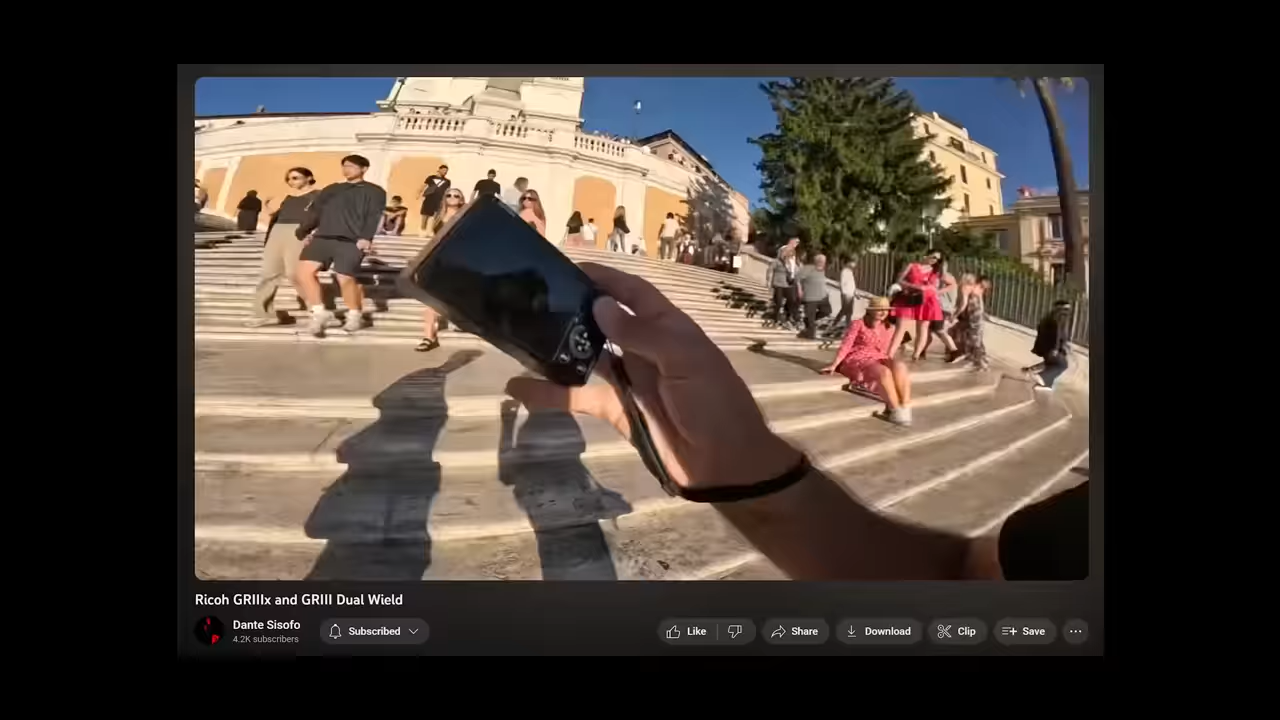 Ricoh GRIIIx and GRIII Dual Wield
Dante Sisofo
4.2K subscribers
Subscribed
Like
Share
Download
Clip
Save